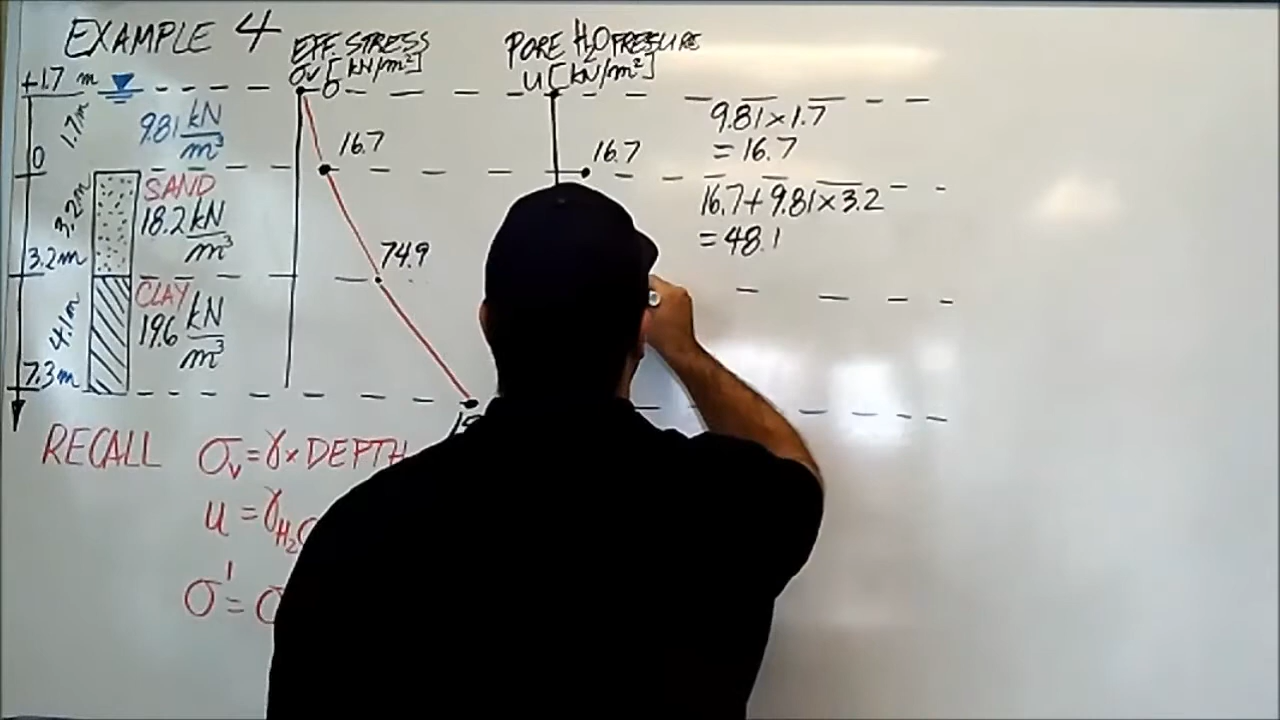 EXAMPLE 4
EFF. STRESS
σv [kN/m²]
PORE H₂O PRESSURE
u [kN/m²]
+1.7 m
0
1.7m
9.81 kN/m³
0
16.7
16.7
9.81×1.7
= 16.7
3.2m
SAND
18.2 kN/m³
16.7+9.81×3.2
= 48.1
3.2m
74.9
4.1m
CLAY
19.6 kN/m³
7.3m
RECALL σv = γ× DEPTH
u = γH₂O
σ' = σ